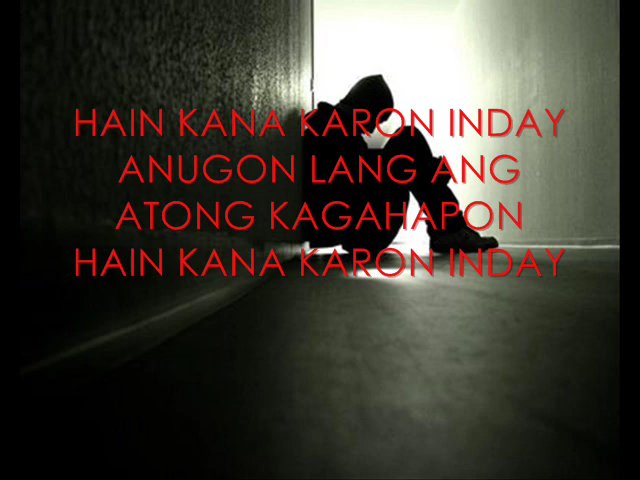 HAIN KANA KARON INDAY
ANUGON LANG ANG
ATONG KAGAHAPON
HAIN KANA KARON INDAY